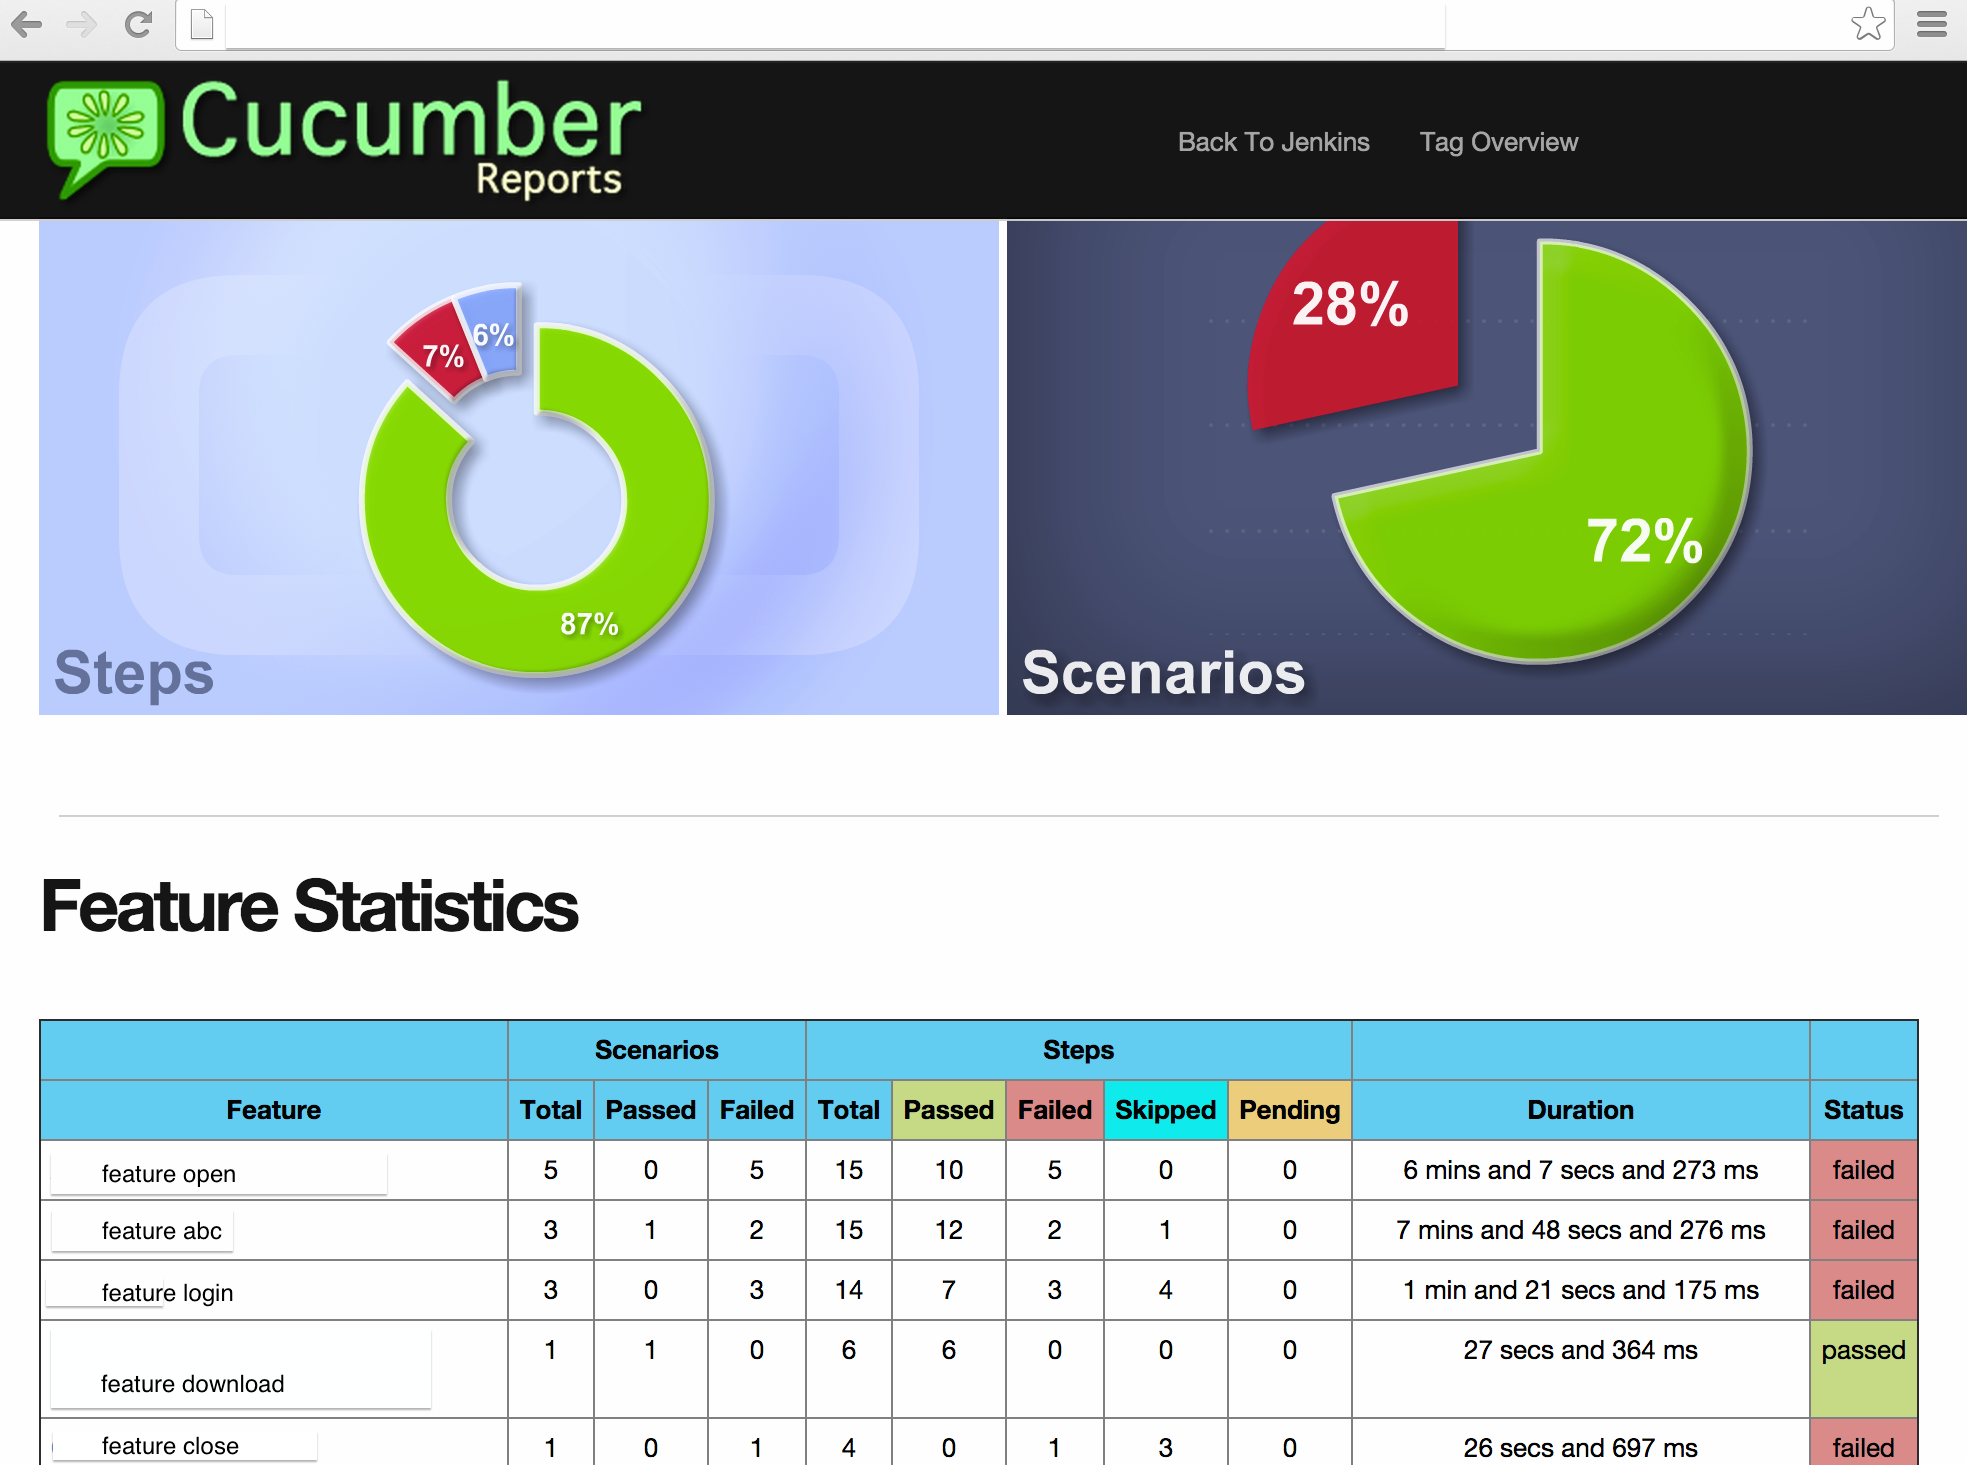 Cucumber
Reports
Back To Jenkins Tag Overview
28%
6%
7%
72%
87%
Steps
Scenarios
Feature Statistics
Scenarios Steps
Feature Total Passed Failed Total Passed Failed Skipped Pending Duration Status
feature open 5 0 5 15 10 5 0 0 6 mins and 7 secs and 273 ms failed
feature abc 3 1 2 15 12 2 1 0 7 mins and 48 secs and 276 ms failed
feature login 3 0 3 14 7 3 4 0 1 min and 21 secs and 175 ms failed
feature download 1 1 0 6 6 0 0 0 27 secs and 364 ms passed
feature close 1 0 1 4 0 1 3 0 26 secs and 697 ms failed